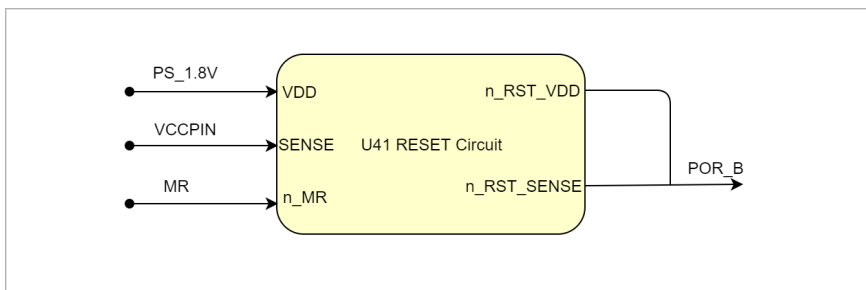 PS_1.8V
VDD
n_RST_VDD
VCCPIN
SENSE
U41 RESET Circuit
POR_B
MR
n_MR
n_RST_SENSE